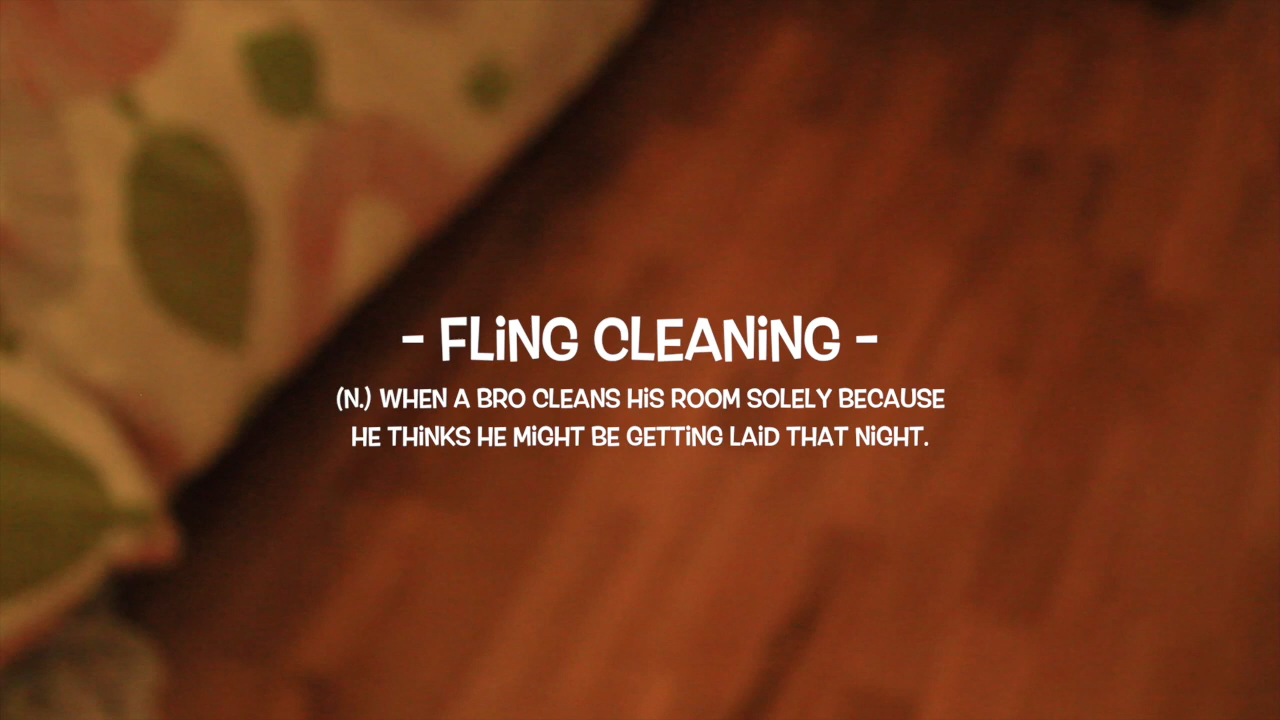 - FLiNG CLEANiNG -
(N.) WHEN A BRO CLEANS HiS ROOM SOLELY BECAUSE
HE THiNKS HE MiGHT BE GETTiNG LAiD THAT NiGHT.